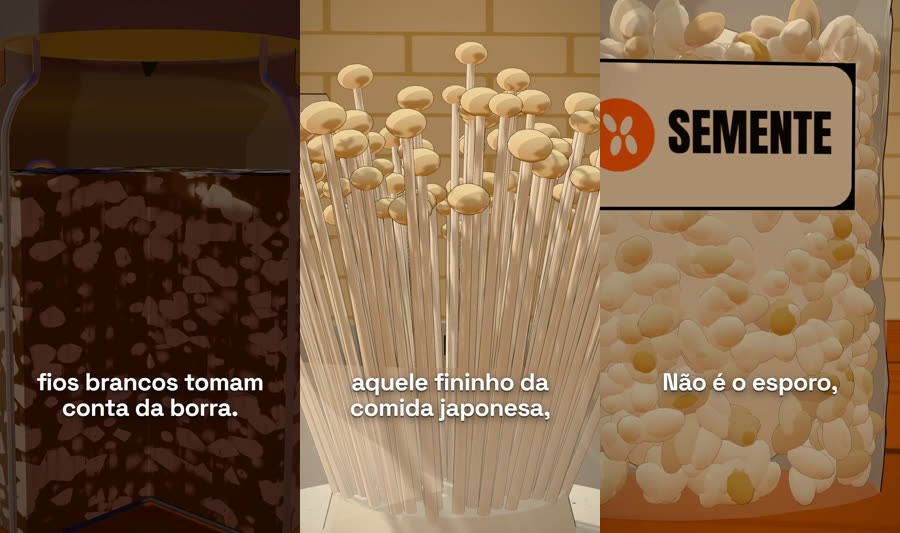 fios brancos tomam
conta da borra.
aquele fininho da
comida japonesa,
SEMENTE
Não é o esporo,